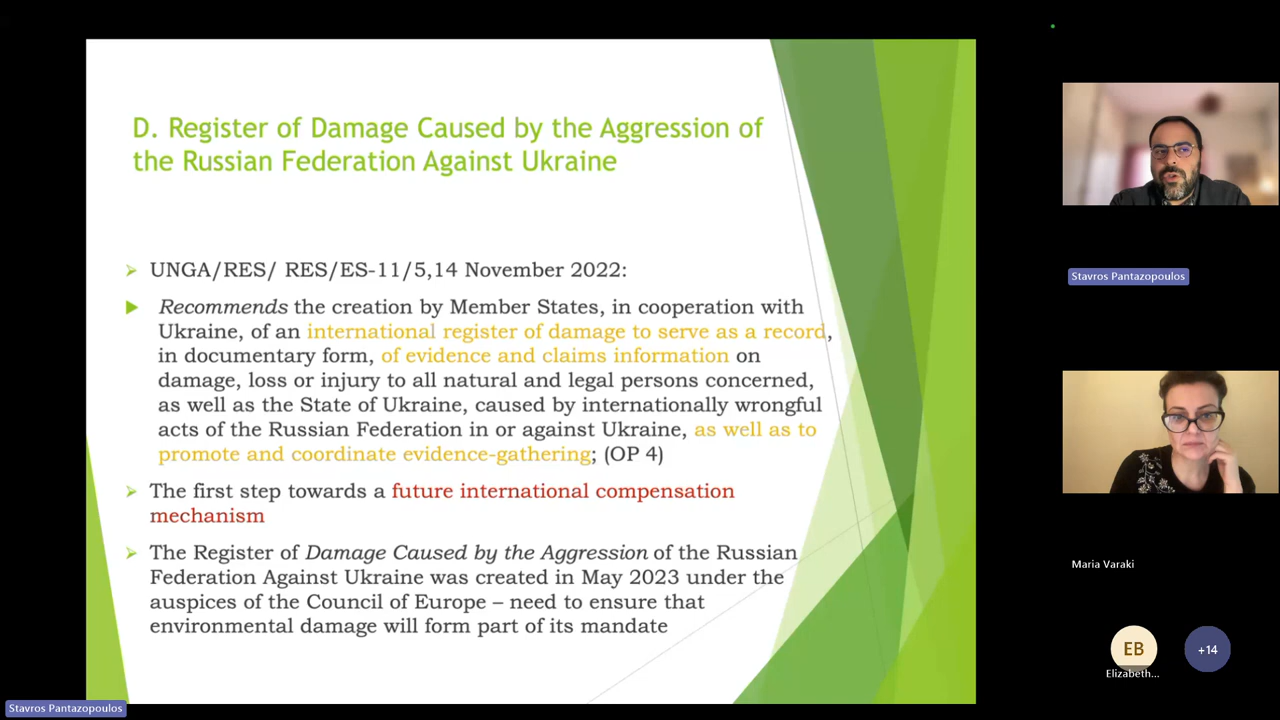 D. Register of Damage Caused by the Aggression of
the Russian Federation Against Ukraine
UNGA/RES/ RES/ES-11/5,14 November 2022:
Recommends the creation by Member States, in cooperation with
Ukraine, of an international register of damage to serve as a record,
in documentary form, of evidence and claims information on
damage, loss or injury to all natural and legal persons concerned,
as well as the State of Ukraine, caused by internationally wrongful
acts of the Russian Federation in or against Ukraine, as well as to
promote and coordinate evidence-gathering; (OP 4)
The first step towards a future international compensation
mechanism
The Register of Damage Caused by the Aggression of the Russian
Federation Against Ukraine was created in May 2023 under the
auspices of the Council of Europe – need to ensure that
environmental damage will form part of its mandate
Stavros Pantazopoulos
Stavros Pantazopoulos
Maria Varaki
EB
Elizabeth...
+14